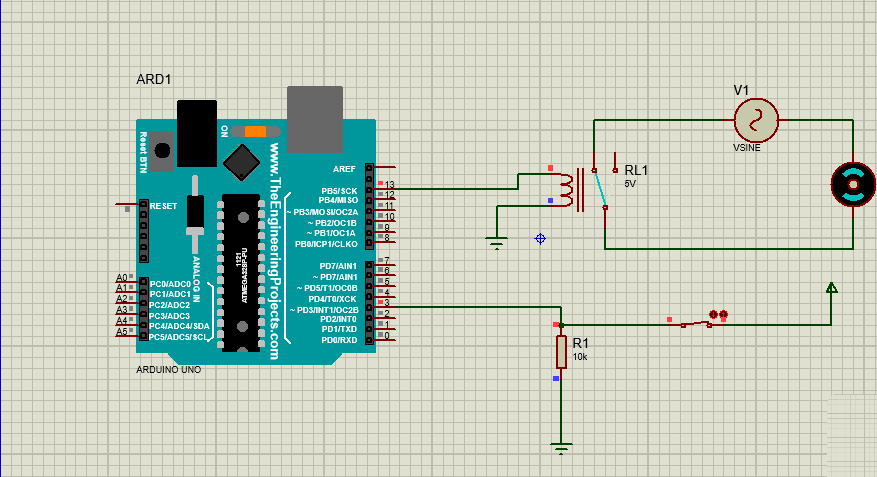 ARD1
Reset BTN
ON
www.TheEngineeringProjects.com
RESET
AREF
PB5/SCK
PB4/MISO
~ PB3/MOSI/OC2A
~ PB2/OC1B
~ PB1/OC1A
PB0/ICP1/CLKO
13
12
11
10
9
8
PD7/AIN1
~ PD7/AIN1
~ PD5/T1/OC0B
PD4/T0/XCK
~ PD3/INT1/OC2B
PD2/INT0
PD1/TXD
PD0/RXD
7
6
5
4
3
2
1
0
ANALOG IN
1121
ATMEGA328P-PU
A0
A1
A2
A3
A4
A5
PC0/ADC0
PC1/ADC1
PC2/ADC2
PC3/ADC3
PC4/ADC4/SDA
PC5/ADC5/SCL
ARDUINO UNO
RL1
5V
V1
VSINE
R1
10k